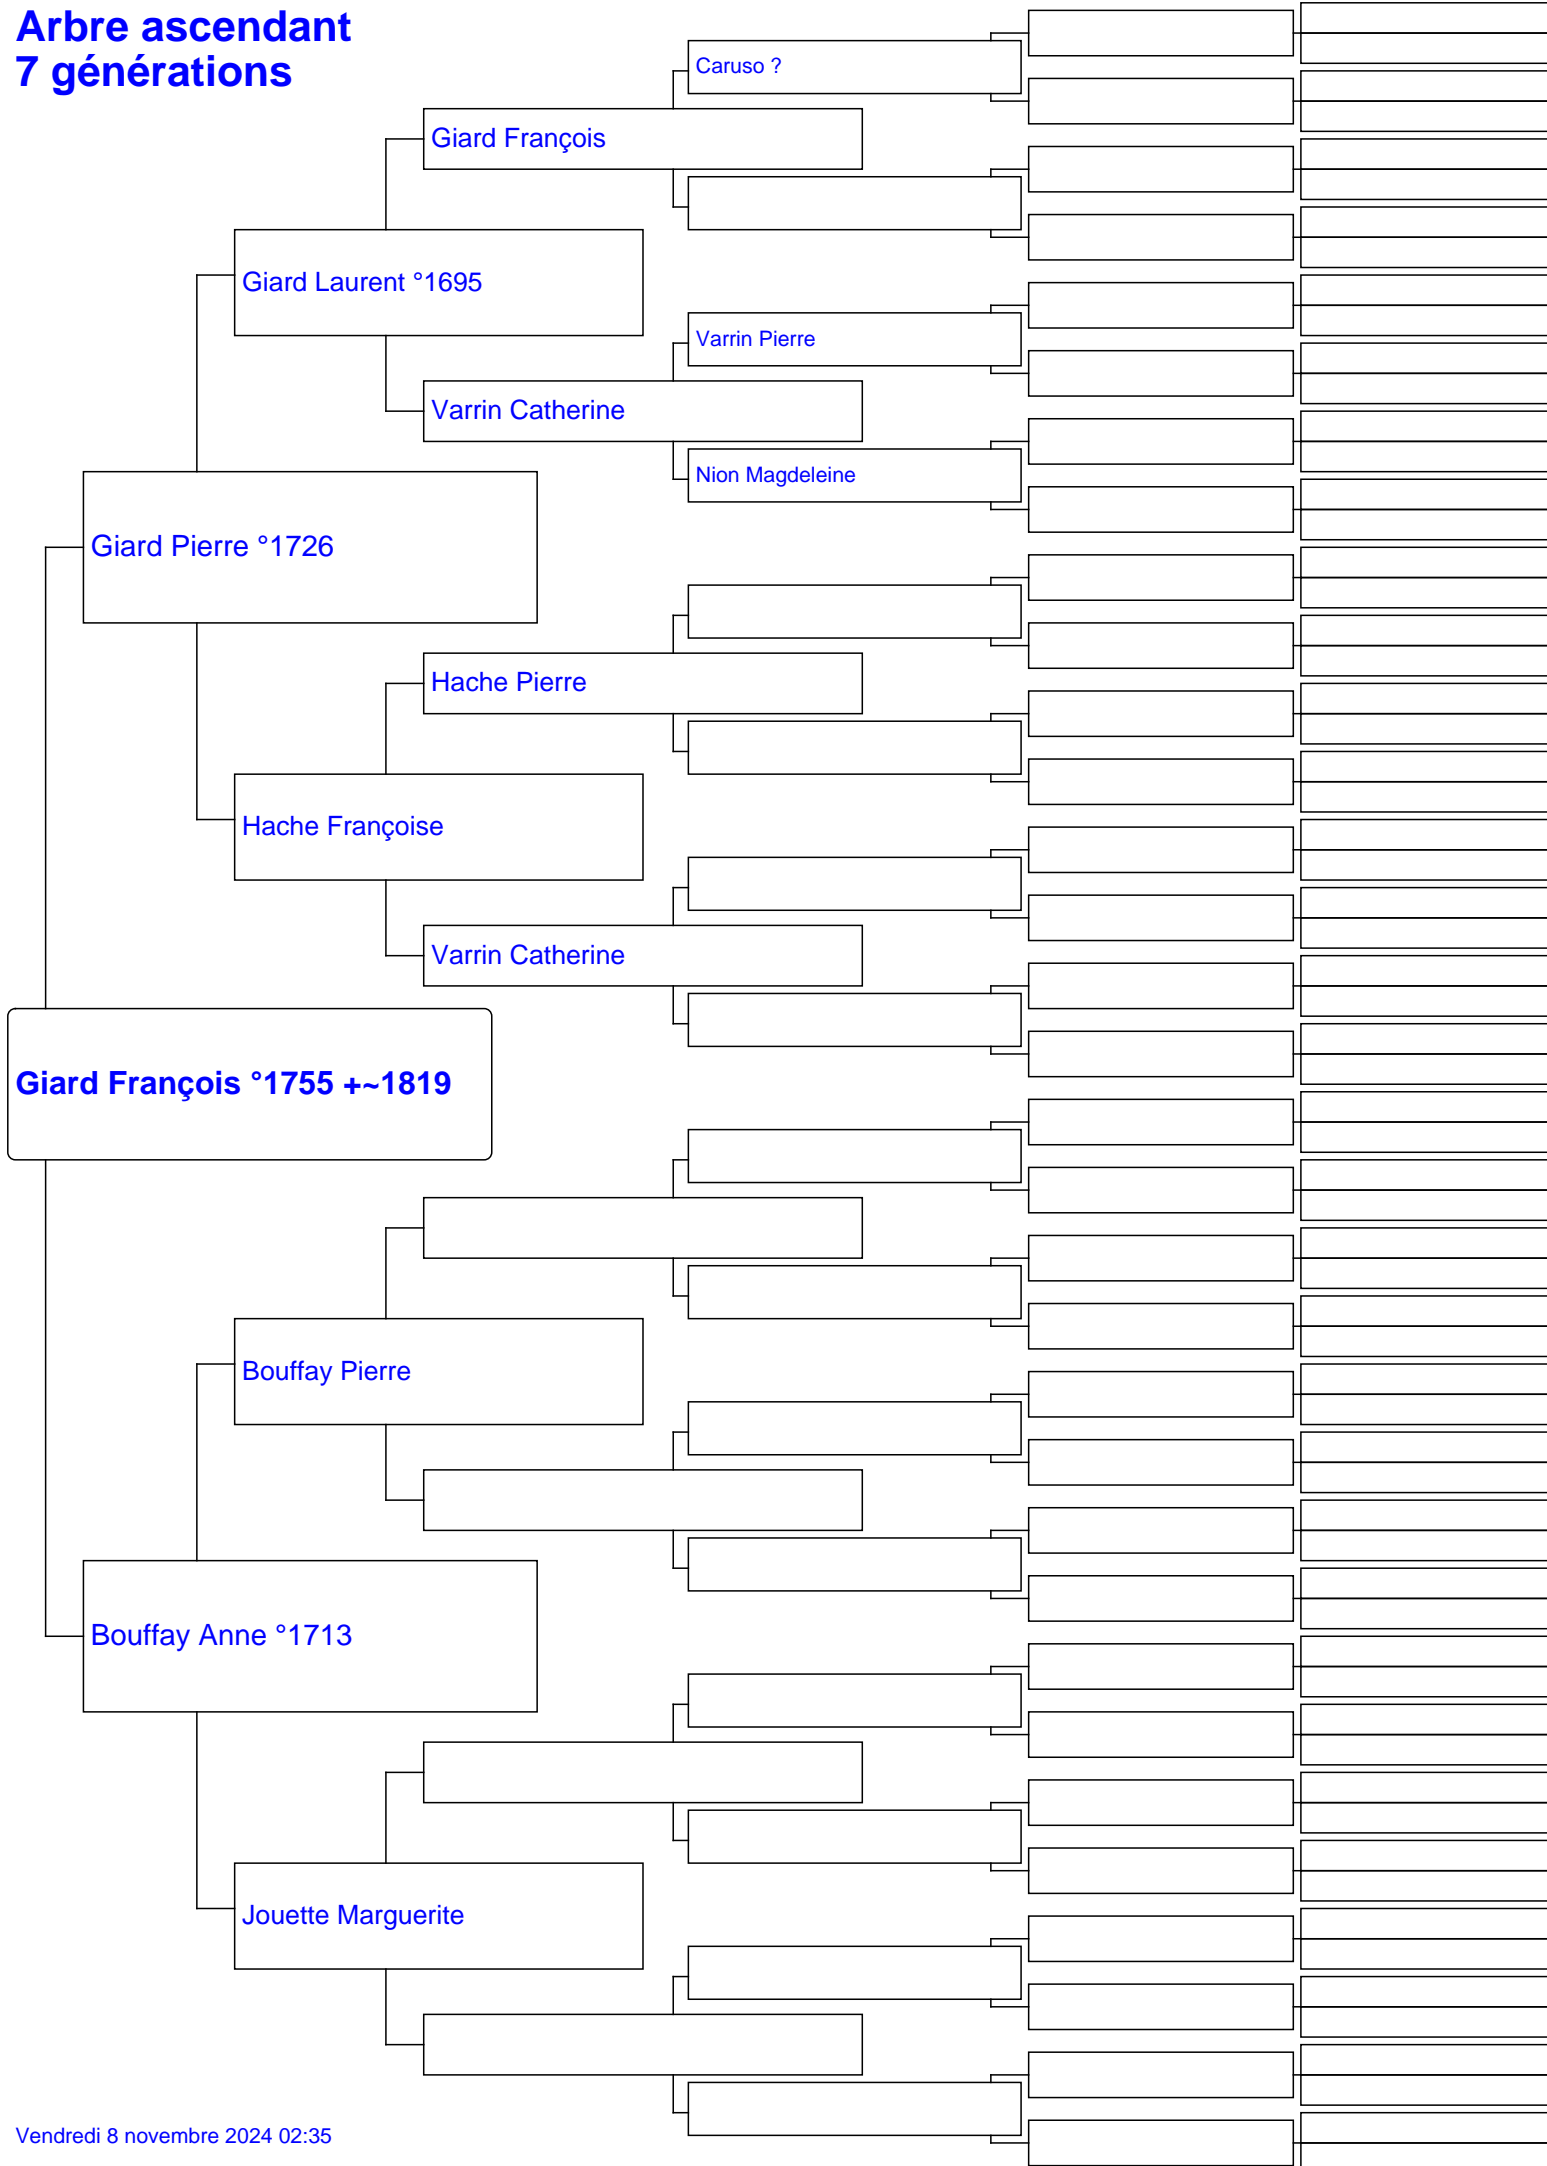 Arbre ascendant
7 générations
Caruso ?
Giard François
Giard Laurent °1695
Varrin Pierre
Varrin Catherine
Nion Magdeleine
Giard Pierre °1726
Hache Pierre
Hache Françoise
Varrin Catherine
Giard François °1755 +~1819
Bouffay Pierre
Bouffay Anne °1713
Jouette Marguerite
Vendredi 8 novembre 2024 02:35